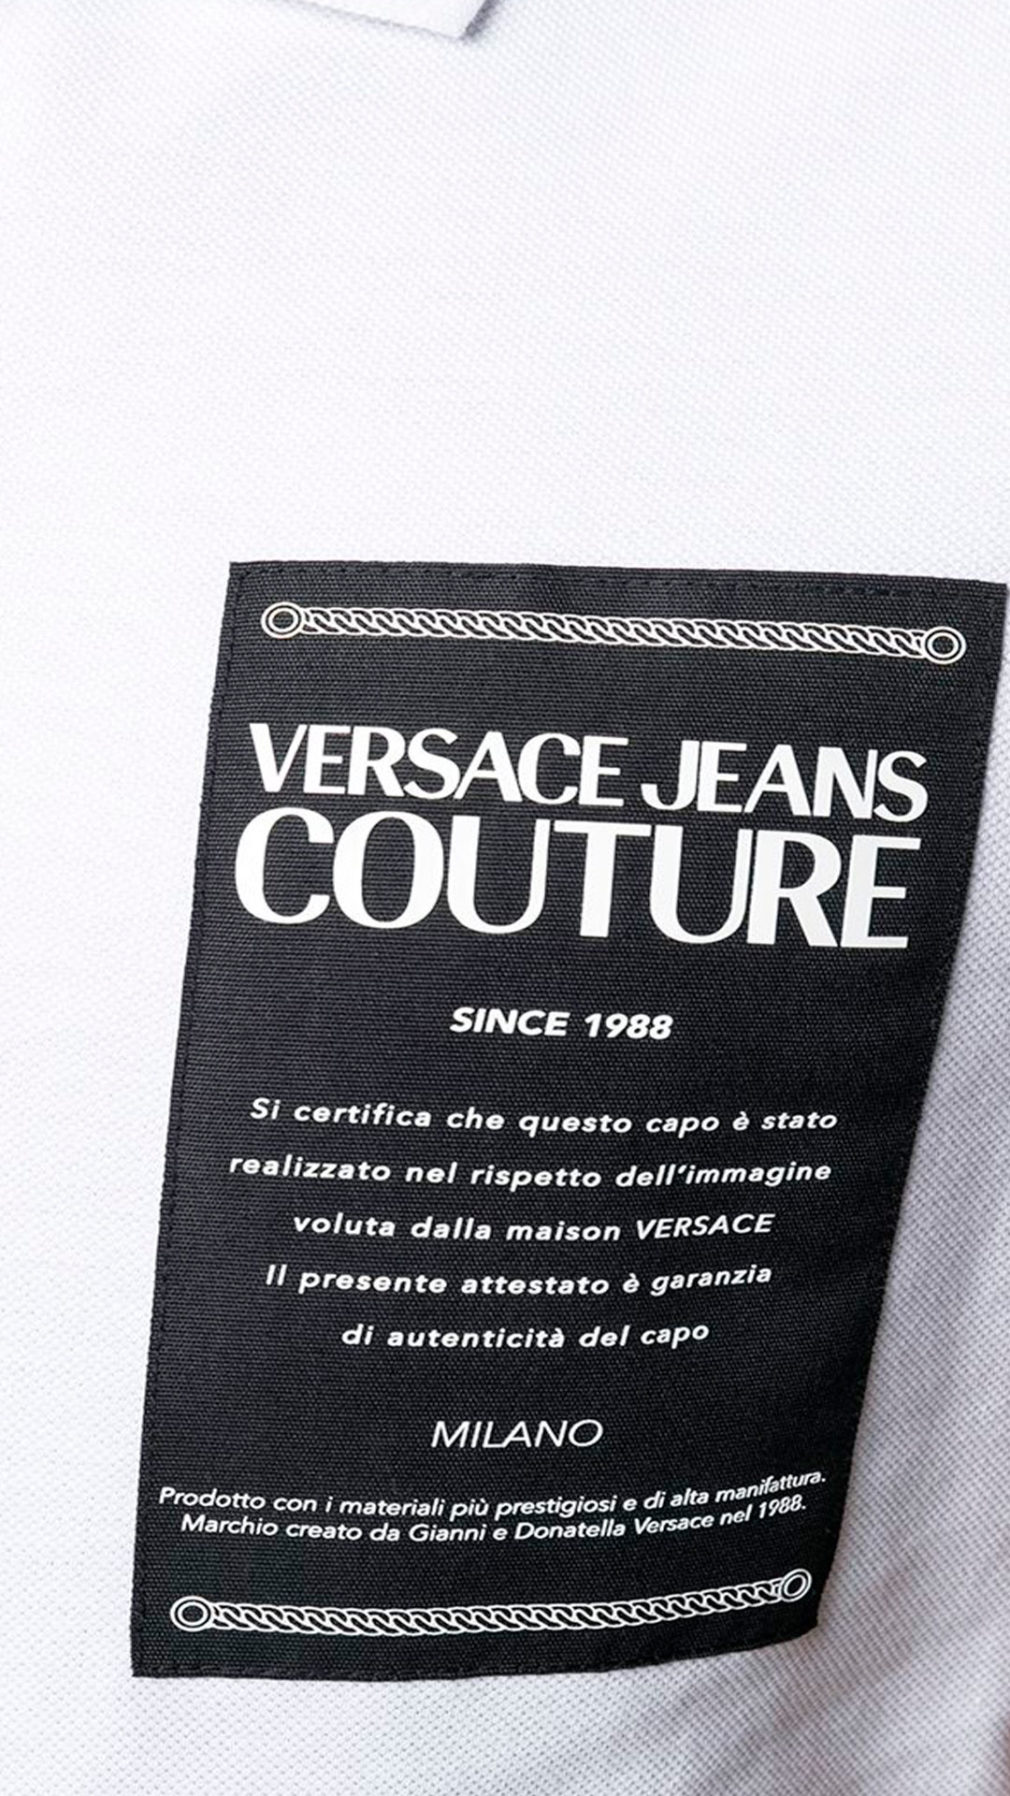 VERSACE JEANS
COUTURE
SINCE 1988
Si certifica che questo capo è stato
realizzato nel rispetto dell'immagine
voluta dalla maison VERSACE
Il presente attestato è garanzia
di autenticità del capo
MILANO
Prodotto con i materiali più prestigiosi e di alta manifattura.
Marchio creato da Gianni e Donatella Versace nel 1988.